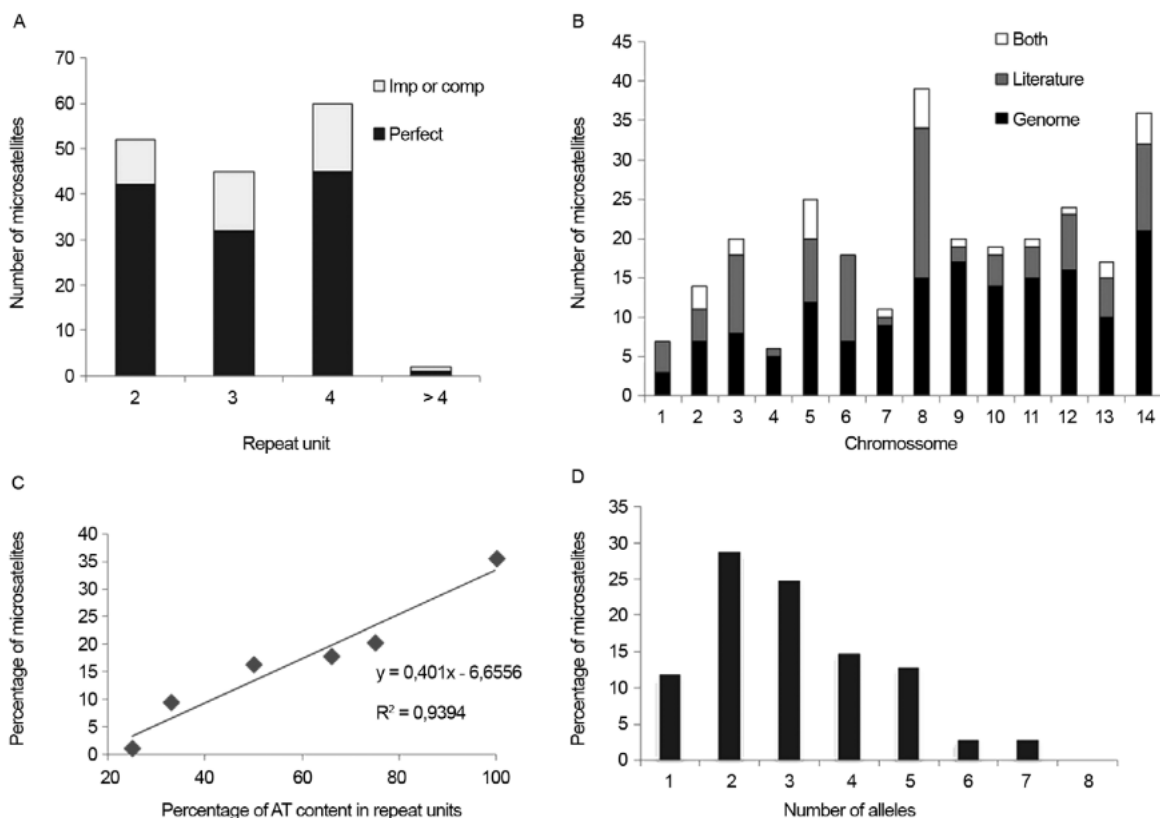 A
Number of microsatellites
70
60
50
40
30
20
10
0
Imp or comp
Perfect
2 3 4 > 4
Repeat unit
B
Number of microsatellites
45
40
35
30
25
20
15
10
5
0
Both
Literature
Genome
1 2 3 4 5 6 7 8 9 10 11 12 13 14
Chromossome
C
Percentage of microsatelites
40
35
30
25
20
15
10
5
0
y = 0,401x - 6,6556
R² = 0,9394
20 40 60 80 100
Percentage of AT content in repeat units
D
Percentage of microsatellites
35
30
25
20
15
10
5
0
1 2 3 4 5 6 7 8
Number of alleles